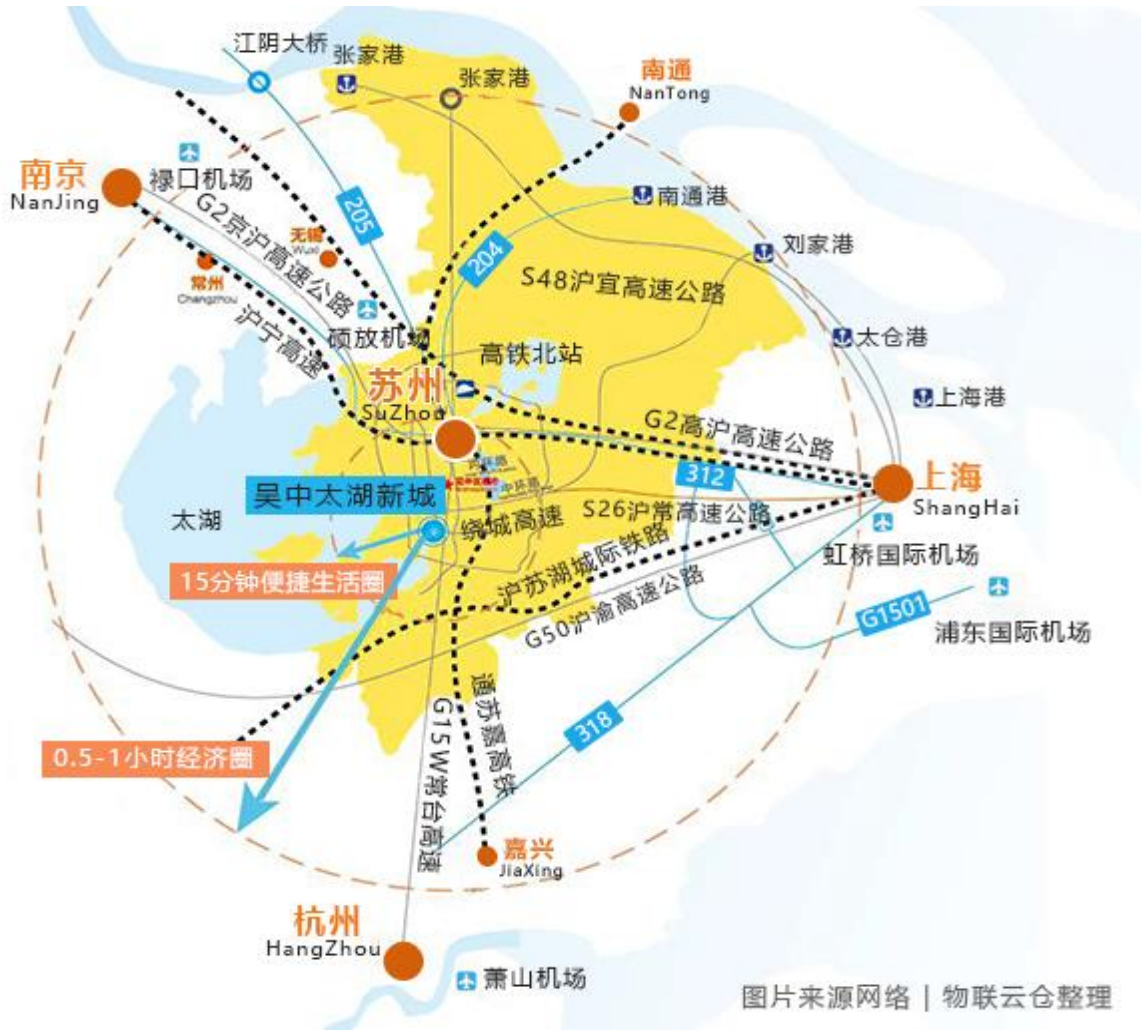 江阴大桥
张家港
张家港
南通
NanTong
南京
NanJing
禄口机场
205
南通港
无锡
Wuxi
G2京沪高速公路
204
刘家港
常州
Changzhou
S48沪宜高速公路
沪宁高速
硕放机场
太仓港
高铁北站
苏州
SuZhou
上海港
G2高沪高速公路
内环路
中环路
312
上海
ShangHai
吴中太湖新城
太湖
绕城高速
S26沪常高速公路
虹桥国际机场
15分钟便捷生活圈
沪苏湖城际铁路
G50沪渝高速公路
G1501
浦东国际机场
通苏嘉高铁
G15W常台高速
318
0.5-1小时经济圈
嘉兴
JiaXing
杭州
HangZhou
萧山机场
图片来源网络 | 物联云仓整理